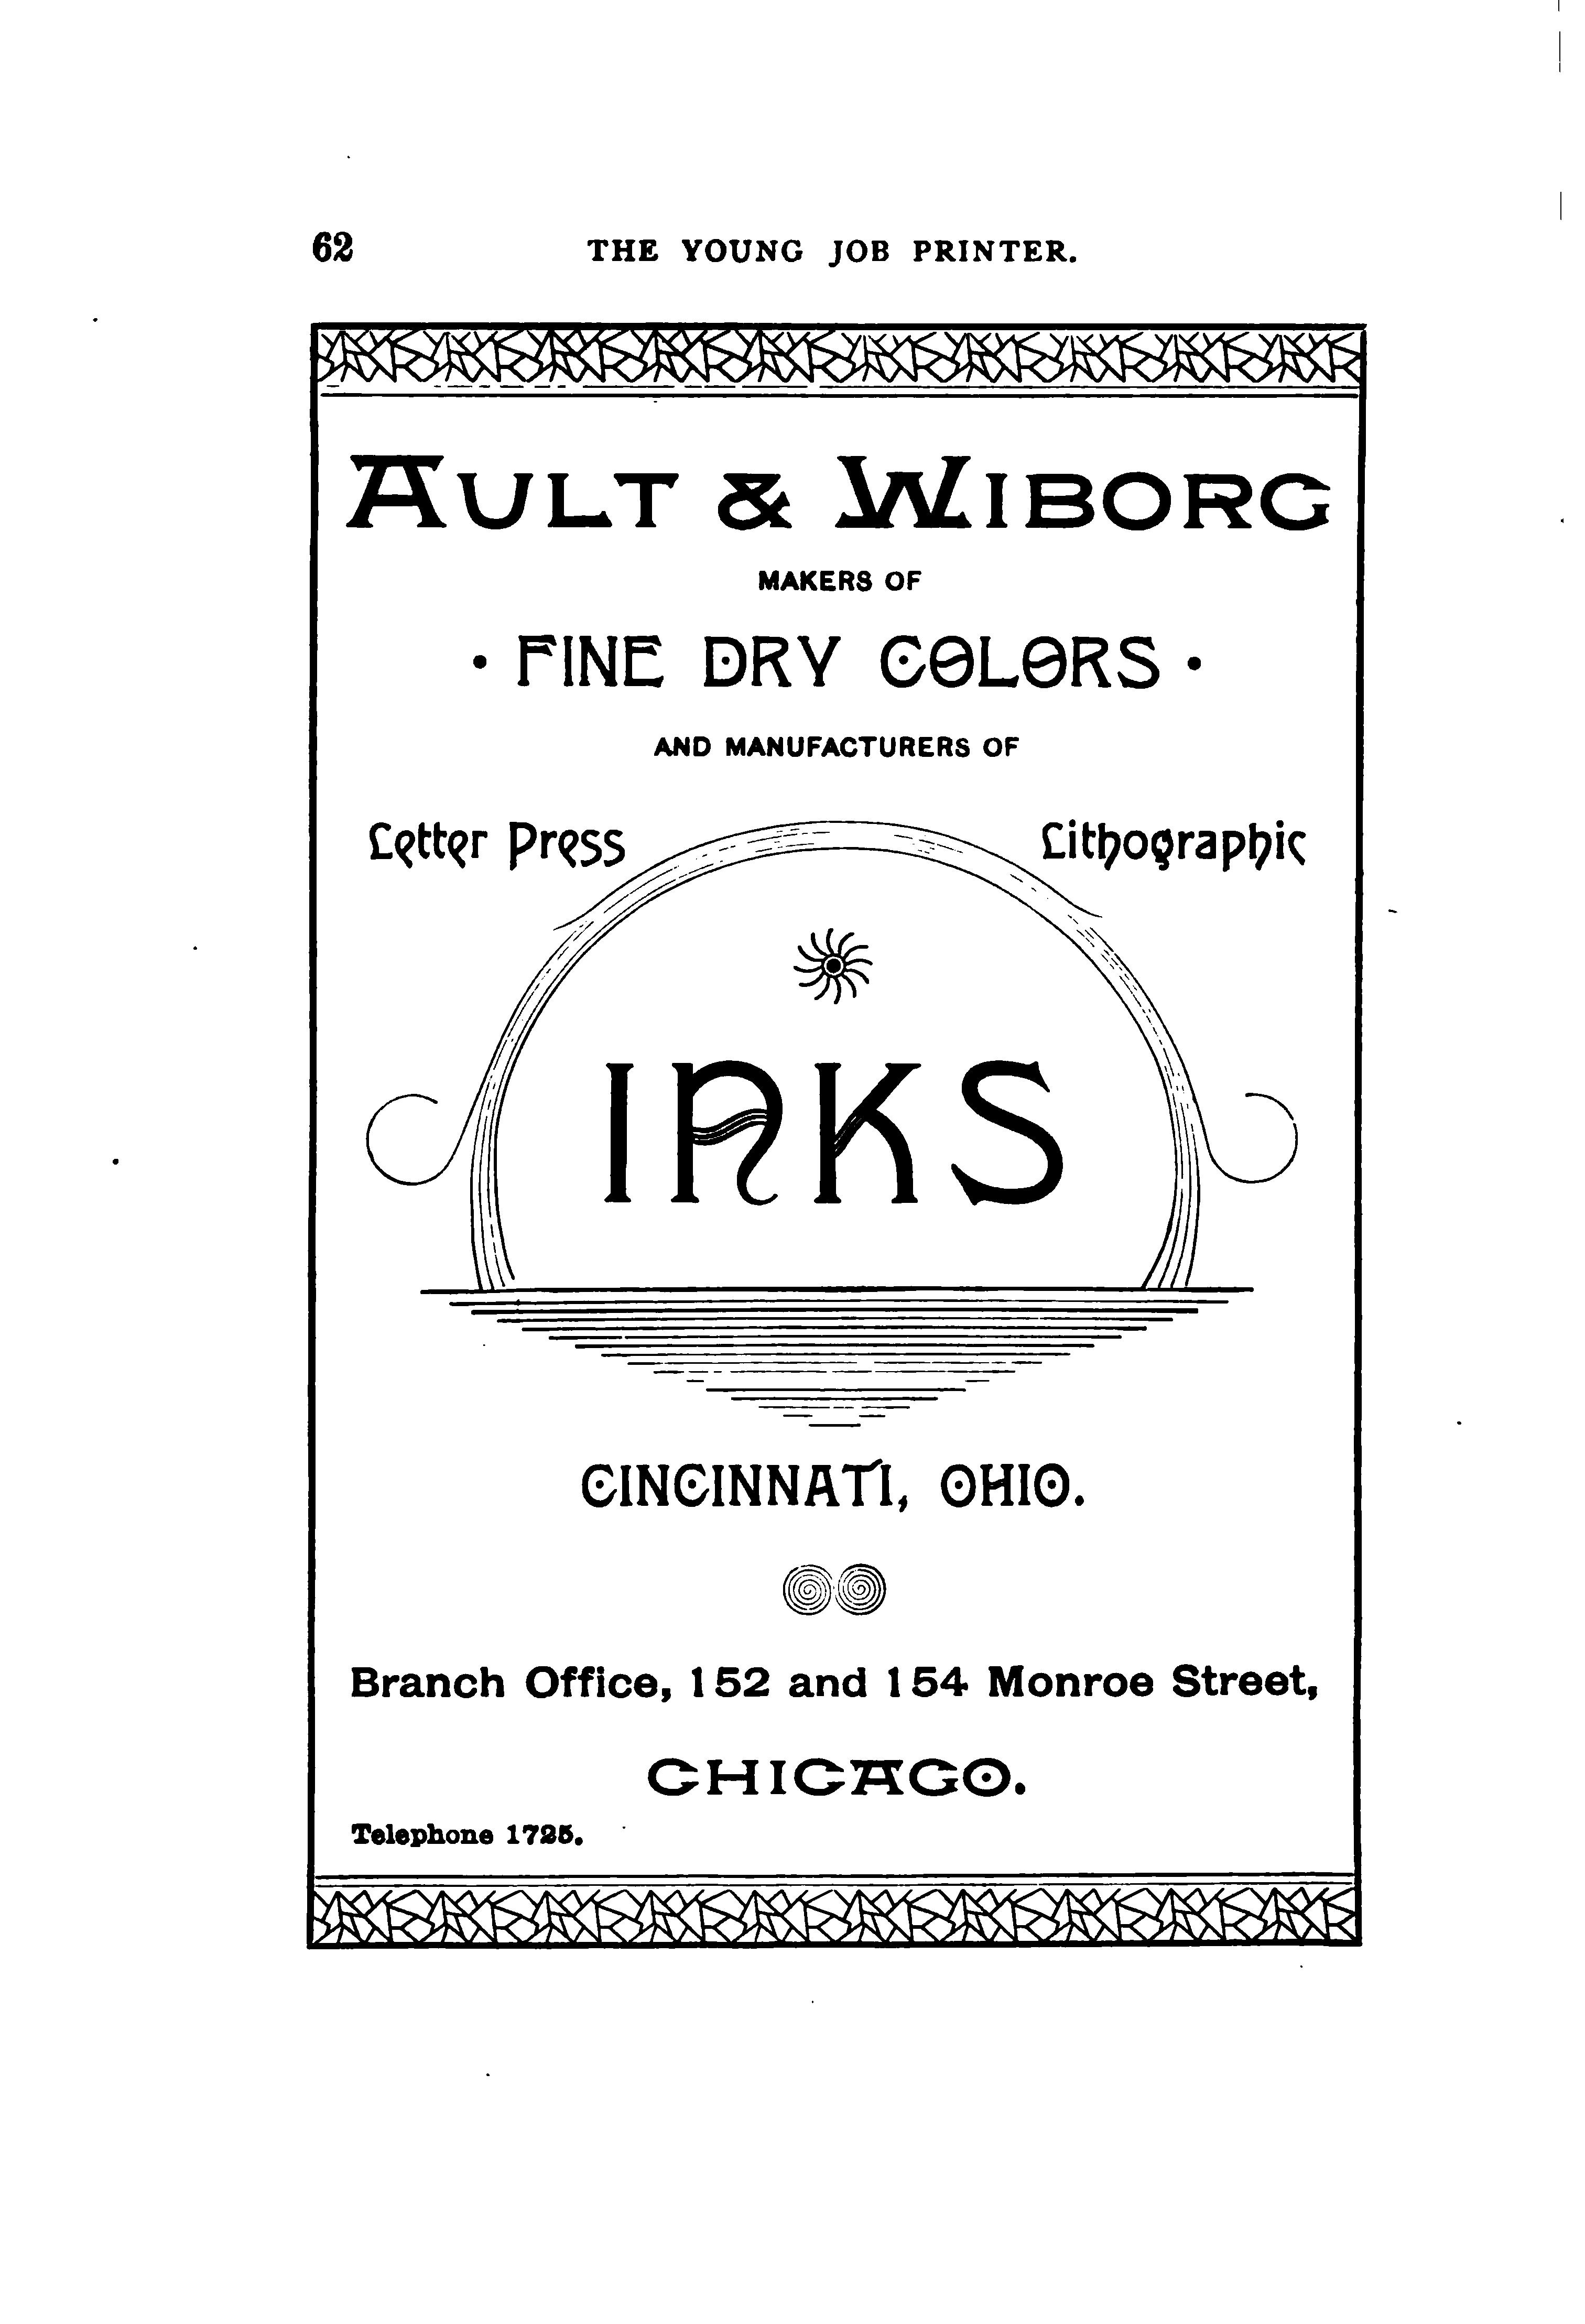 62 THE YOUNG JOB PRINTER.
AULT & WIBORG
MAKERS OF
· FINE DRY COLORS ·
AND MANUFACTURERS OF
Letter Press Lithographic
INKS
CINCINNATI, OHIO.
Branch Office, 152 and 154 Monroe Street,
CHICAGO.
Telephone 1725.